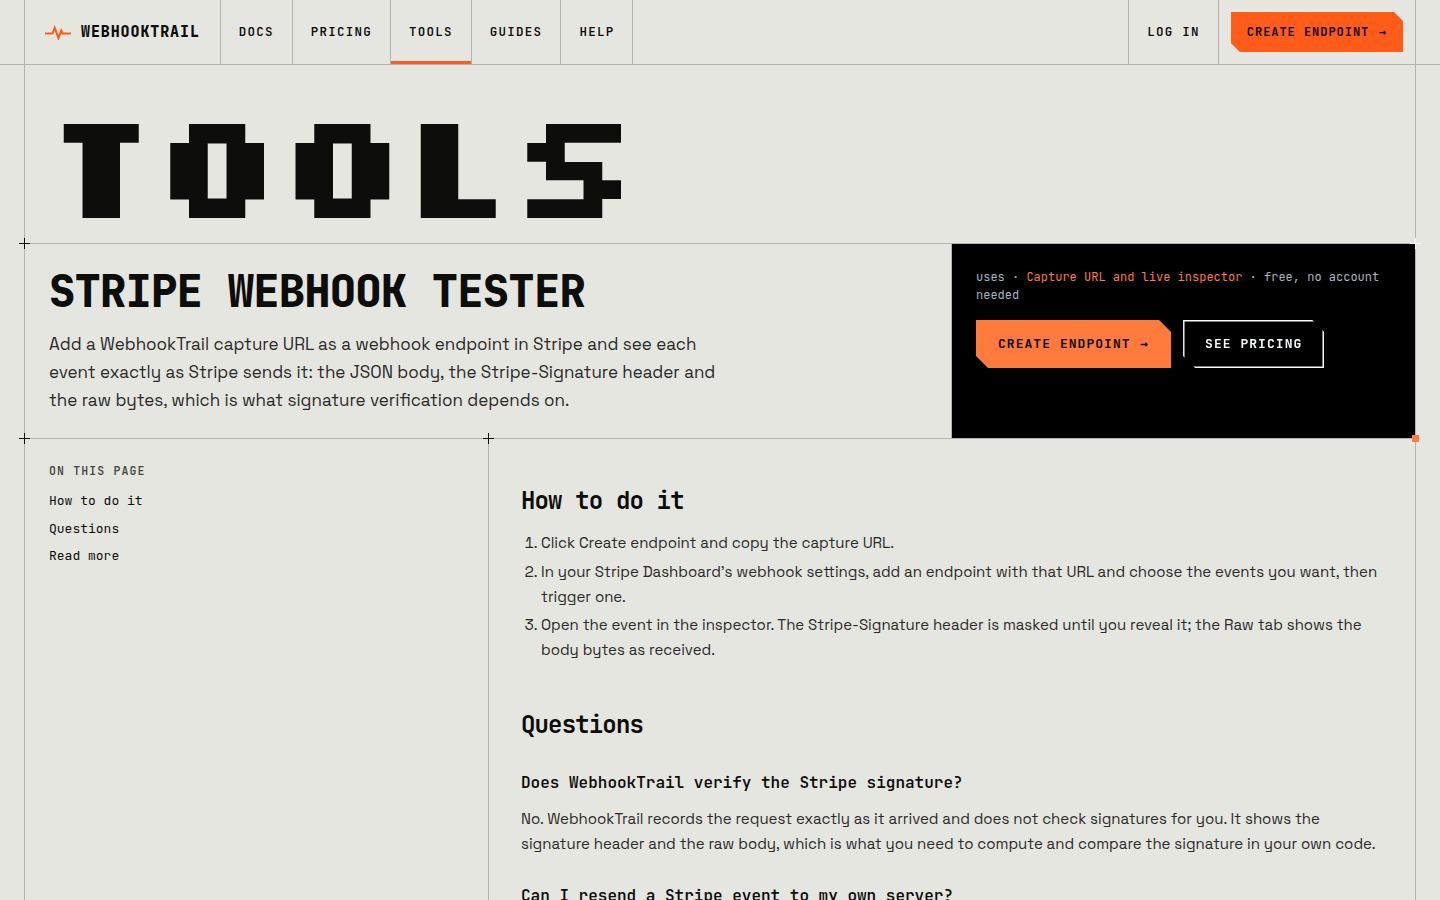 WEBHOOKTRAIL
DOCS
PRICING
TOOLS
GUIDES
HELP
LOG IN
CREATE ENDPOINT →
TOOLS
STRIPE WEBHOOK TESTER
Add a WebhookTrail capture URL as a webhook endpoint in Stripe and see each
event exactly as Stripe sends it: the JSON body, the Stripe-Signature header and
the raw bytes, which is what signature verification depends on.
uses · Capture URL and live inspector · free, no account
needed
CREATE ENDPOINT →
SEE PRICING
ON THIS PAGE
How to do it
Questions
Read more
How to do it
1. Click Create endpoint and copy the capture URL.
2. In your Stripe Dashboard's webhook settings, add an endpoint with that URL and choose the events you want, then
trigger one.
3. Open the event in the inspector. The Stripe-Signature header is masked until you reveal it; the Raw tab shows the
body bytes as received.
Questions
Does WebhookTrail verify the Stripe signature?
No. WebhookTrail records the request exactly as it arrived and does not check signatures for you. It shows the
signature header and the raw body, which is what you need to compute and compare the signature in your own code.
Can I resend a Stripe event to my own server?